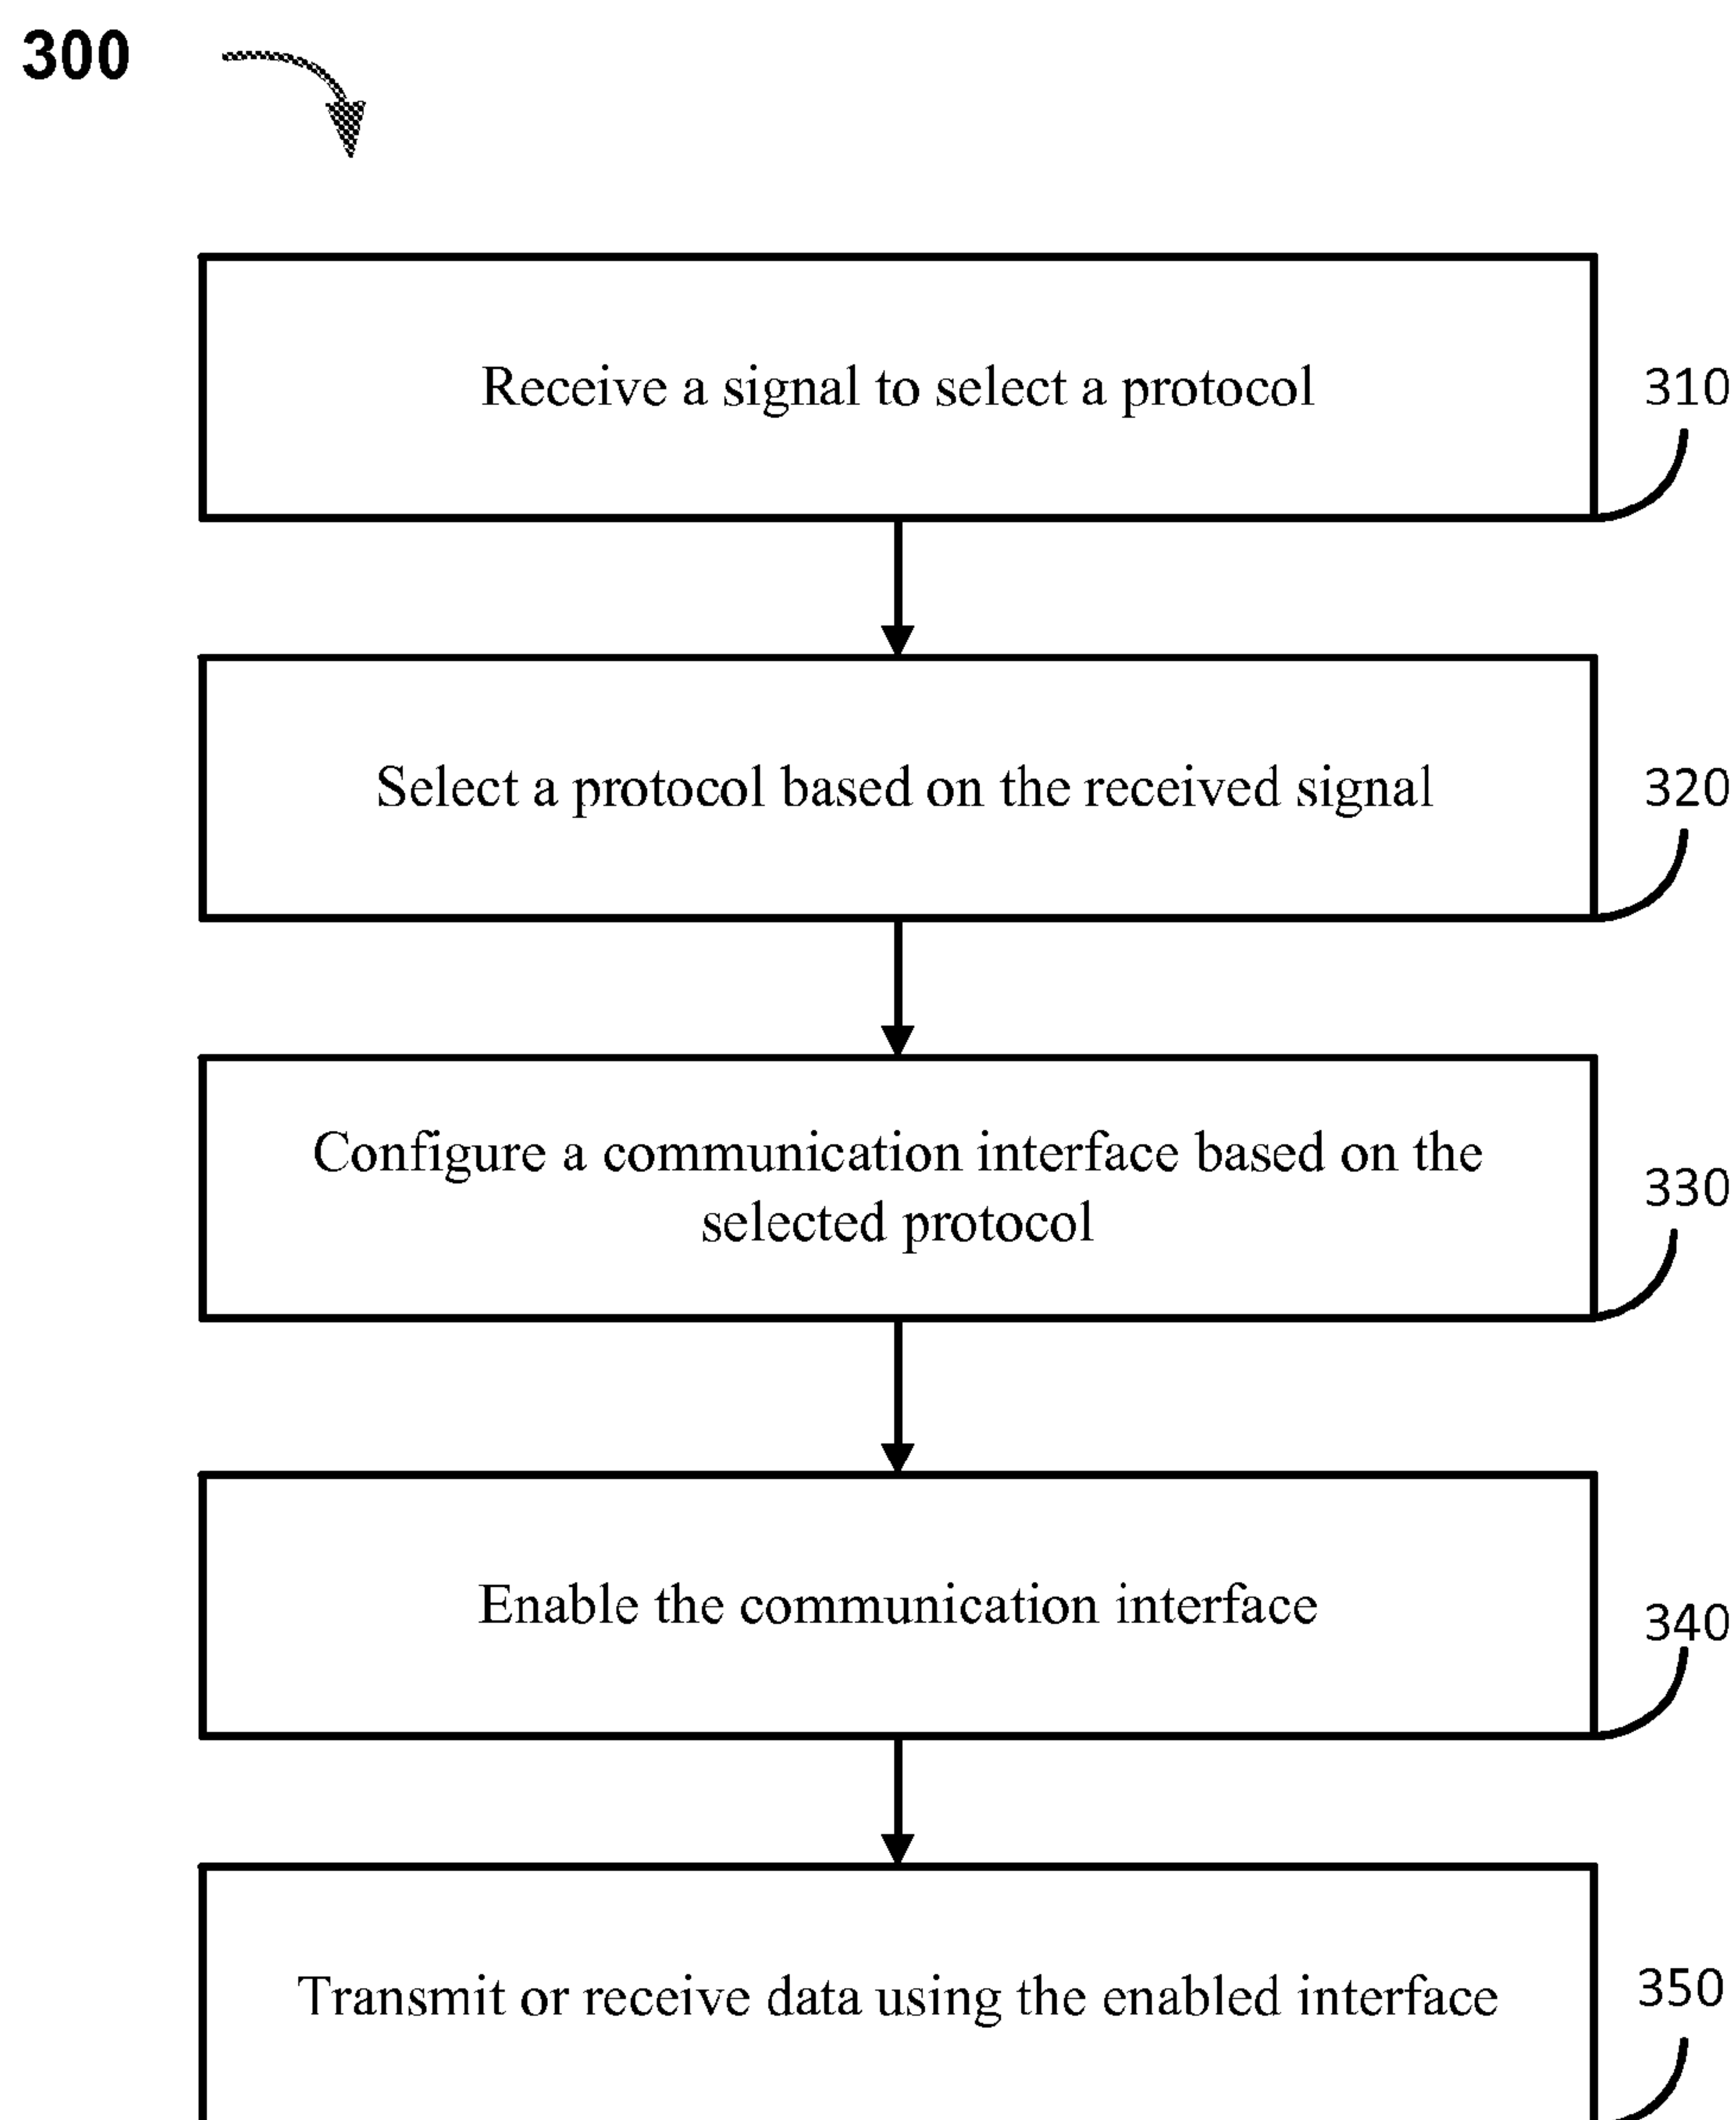 300
Receive a signal to select a protocol
310
Select a protocol based on the received signal
320
Configure a communication interface based on the
selected protocol
330
Enable the communication interface
340
Transmit or receive data using the enabled interface
350